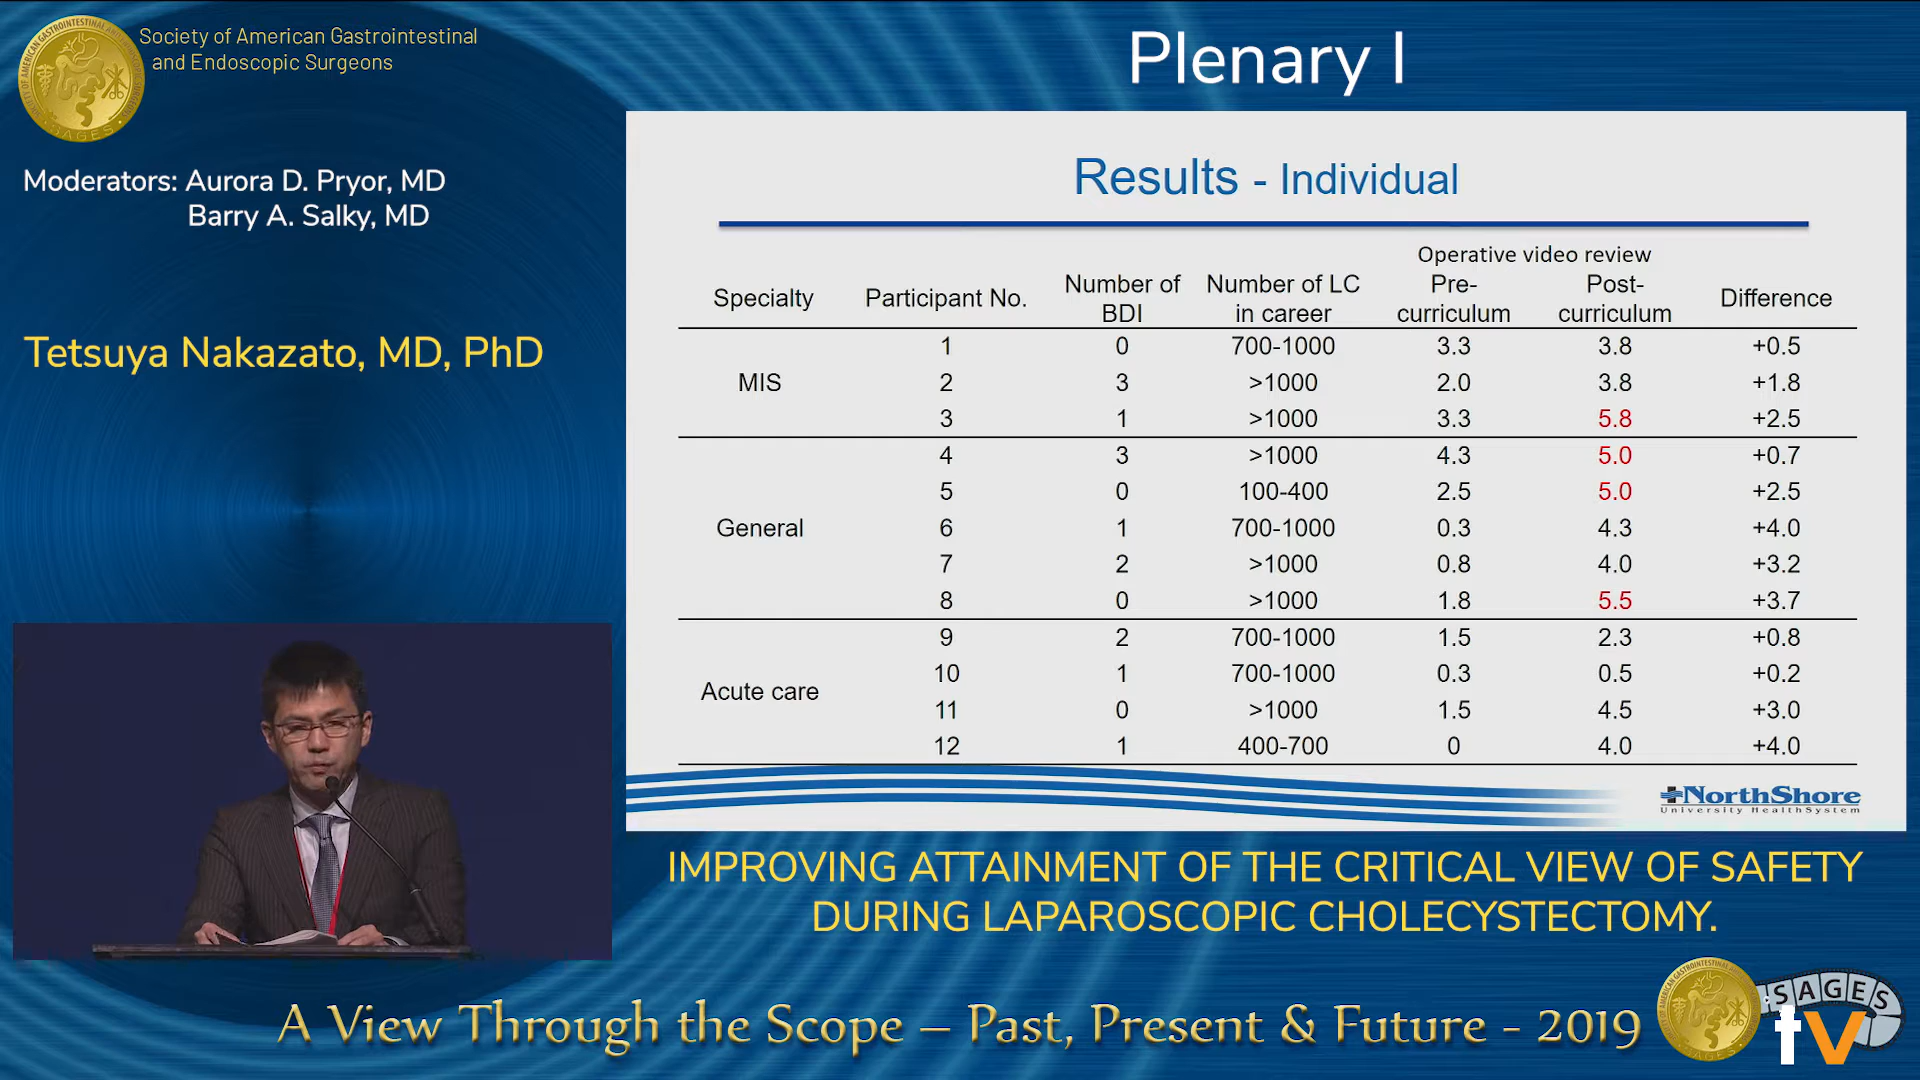 Society of American Gastrointestinal
and Endoscopic Surgeons
Moderators: Aurora D. Pryor, MD
Barry A. Salky, MD
Tetsuya Nakazato, MD, PhD
Plenary I
Results - Individual
Operative video review
Specialty Participant No. Number of BDI Number of LC in career Pre-curriculum Post-curriculum Difference
MIS
1 0 700-1000 3.3 3.8 +0.5
2 3 >1000 2.0 3.8 +1.8
3 1 >1000 3.3 5.8 +2.5
General
4 3 >1000 4.3 5.0 +0.7
5 0 100-400 2.5 5.0 +2.5
6 1 700-1000 0.3 4.3 +4.0
7 2 >1000 0.8 4.0 +3.2
8 0 >1000 1.8 5.5 +3.7
Acute care
9 2 700-1000 1.5 2.3 +0.8
10 1 700-1000 0.3 0.5 +0.2
11 0 >1000 1.5 4.5 +3.0
12 1 400-700 0 4.0 +4.0
NorthShore
University HealthSystem
IMPROVING ATTAINMENT OF THE CRITICAL VIEW OF SAFETY
DURING LAPAROSCOPIC CHOLECYSTECTOMY.
A View Through the Scope – Past, Present & Future - 2019
SAGES
tv